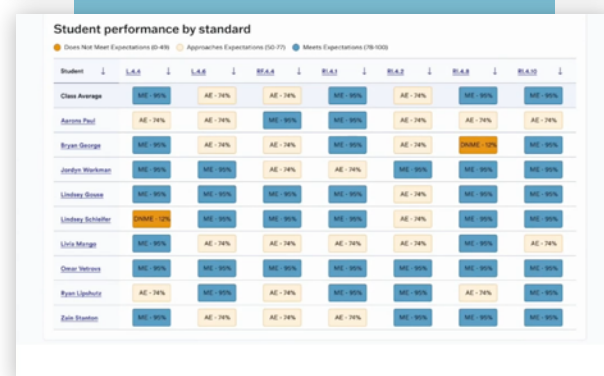 Student performance by standard
Does Not Meet Expectations (0-49) Approaches Expectations (50-77) Meets Expectations (78-100)
Student ↓ L.4.4 ↓ L.4.6 ↓ RF.4.4 ↓ RI.4.1 ↓ RI.4.2 ↓ RI.4.8 ↓ RI.4.10 ↓
Class Average ME - 95% AE - 74% AE - 74% ME - 95% AE - 74% ME - 95% ME - 95%
Aarons Paul AE - 74% AE - 74% ME - 95% ME - 95% AE - 74% AE - 74% AE - 74%
Bryan George ME - 95% AE - 74% AE - 74% ME - 95% AE - 74% DNME - 12% ME - 95%
Jordyn Workman ME - 95% ME - 95% AE - 74% AE - 74% ME - 95% ME - 95% ME - 95%
Lindsey Gouse ME - 95% ME - 95% ME - 95% ME - 95% AE - 74% ME - 95% ME - 95%
Lindsey Schleifer DNME - 12% ME - 95% ME - 95% ME - 95% AE - 74% ME - 95% ME - 95%
Livia Mango ME - 95% AE - 74% AE - 74% AE - 74% AE - 74% ME - 95% AE - 74%
Omar Vetrovs ME - 95% ME - 95% ME - 95% ME - 95% ME - 95% ME - 95% ME - 95%
Ryan Lipshutz AE - 74% AE - 74% AE - 74% ME - 95% ME - 95% AE - 74% ME - 95%
Zain Stanton ME - 95% AE - 74% AE - 74% AE - 74% ME - 95% ME - 95% ME - 95%